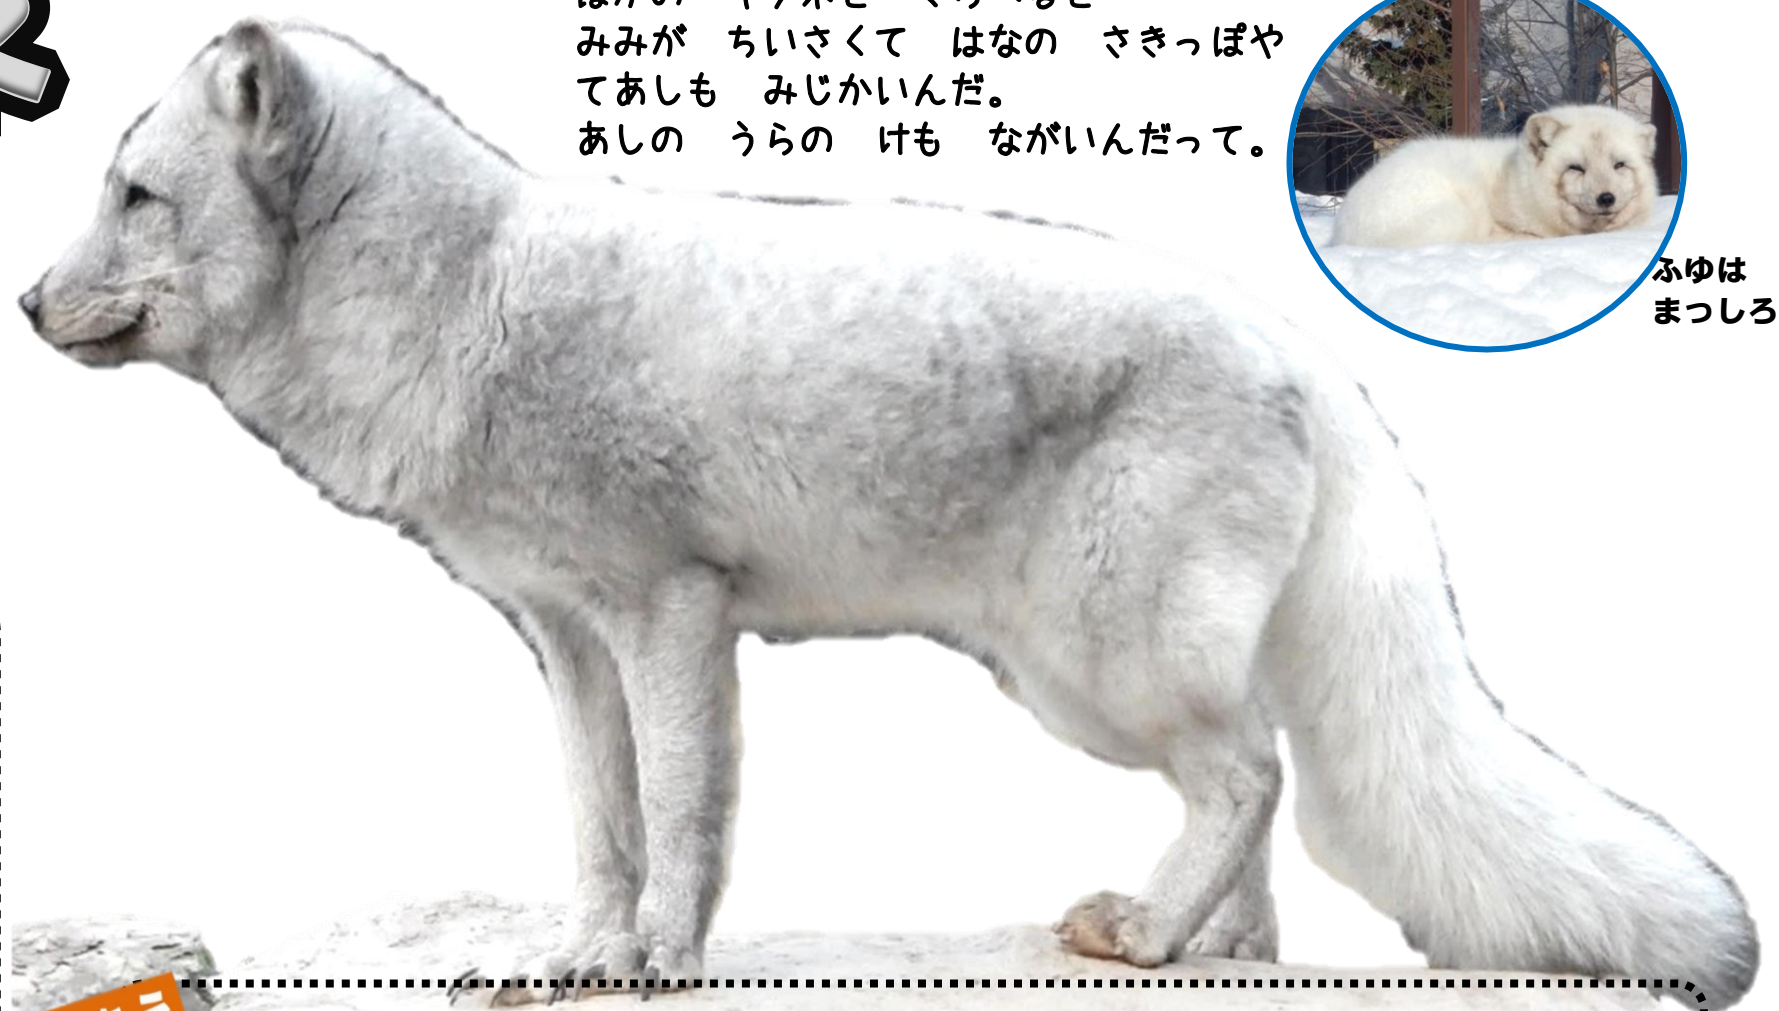 みみが ちいさくて はなの さきっぽや
てあしも みじかいんだ。
あしの うらの けも ながいんだって。
ふゆは
まっしろ